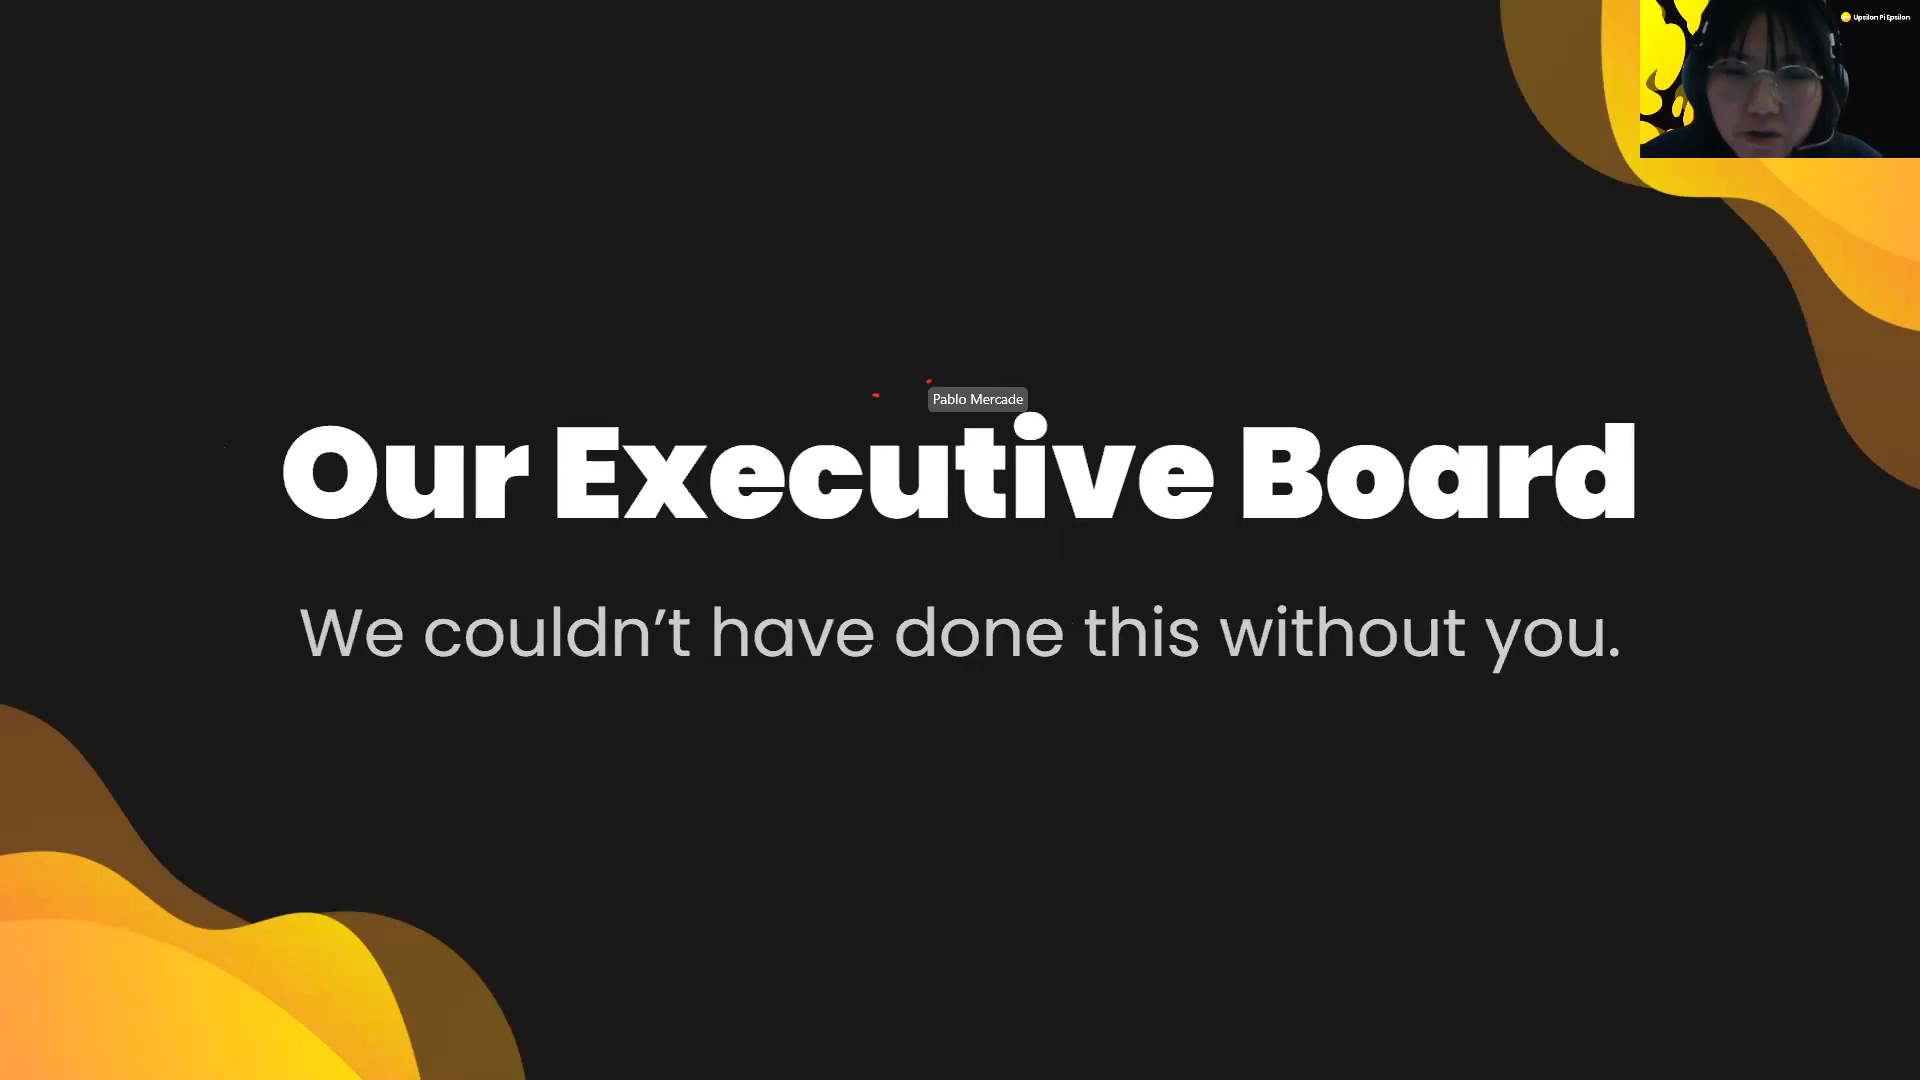 Upsilon Pi Epsilon
Pablo Mercade
Our Executive Board
We couldn’t have done this without you.